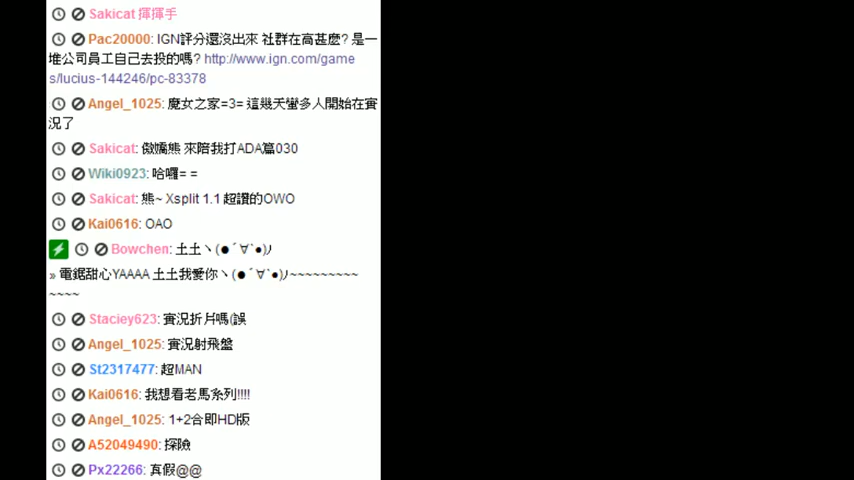 Sakicat 揮揮手
Pac20000: IGN評分還沒出來 社群在高甚麼? 是一
堆公司員工自己去投的嗎? http://www.ign.com/game
s/lucius-144246/pc-83378
Angel_1025: 魔女之家=3= 這幾天蠻多人開始在實
況了
Sakicat: 傲嬌熊 來陪我打ADA篇030
Wiki0923: 哈囉= =
Sakicat: 熊~ Xsplit 1.1 超讚的OWO
Kai0616: OAO
Bowchen: 土土ヽ(●´∀`●)ﾉ
» 電鋸甜心YAAAA 土土我愛你ヽ(●´∀`●)ﾉ~~~~~~~~~
~~~~
Staciey623: 實況折片嗎(誤
Angel_1025: 實況射飛盤
St2317477: 超MAN
Kai0616: 我想看老馬系列!!!!
Angel_1025: 1+2合即HD版
A52049490: 探險
Px22266: 真假@@